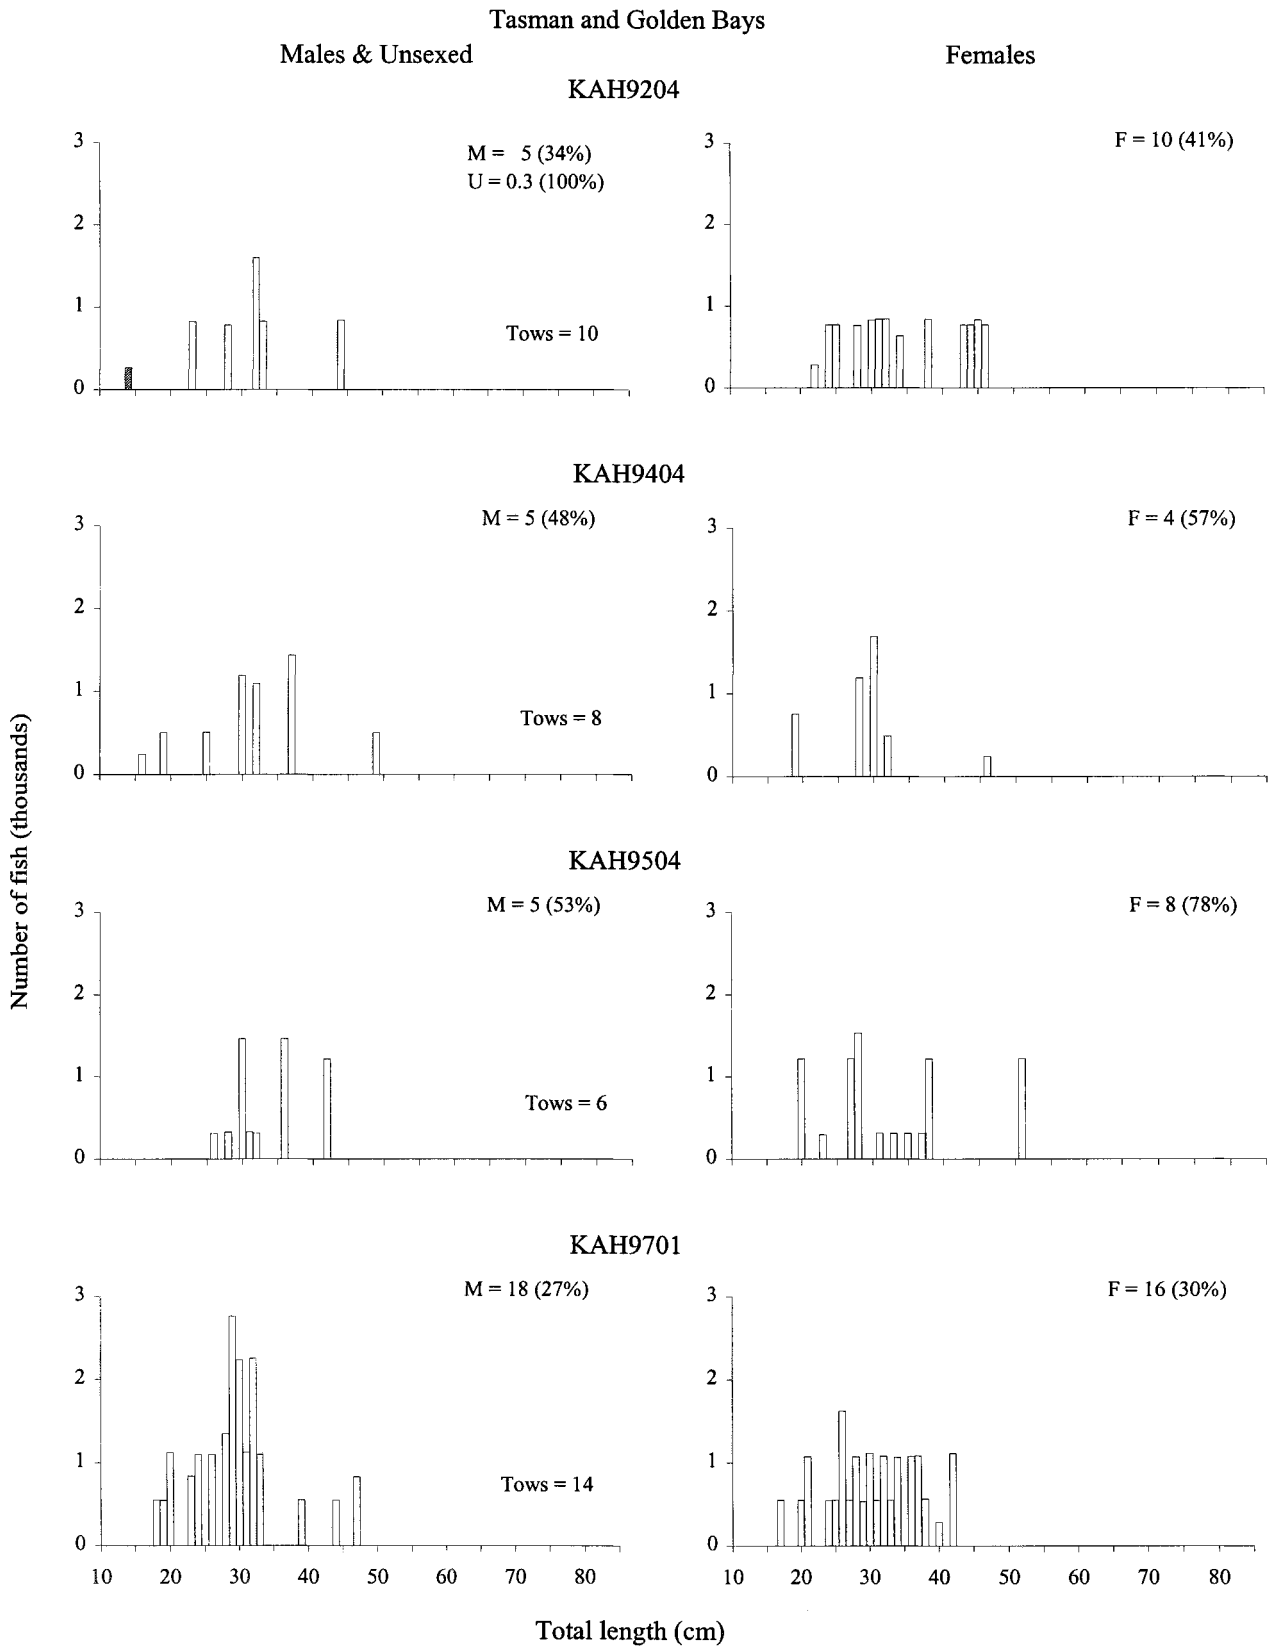 Tasman and Golden Bays
Males & Unsexed Females
KAH9204
3 M = 5 (34%) 3 F = 10 (41%)
U = 0.3 (100%)
2 2
1 1
Tows = 10
0 0
KAH9404
3 M = 5 (48%) 3 F = 4 (57%)
2 2
1 1
Tows = 8
0 0
Number of fish (thousands)
KAH9504
3 M = 5 (53%) 3 F = 8 (78%)
2 2
1 1
Tows = 6
0 0
KAH9701
3 M = 18 (27%) 3 F = 16 (30%)
2 2
1 1
Tows = 14
0 0
10 20 30 40 50 60 70 80 10 20 30 40 50 60 70 80
Total length (cm)